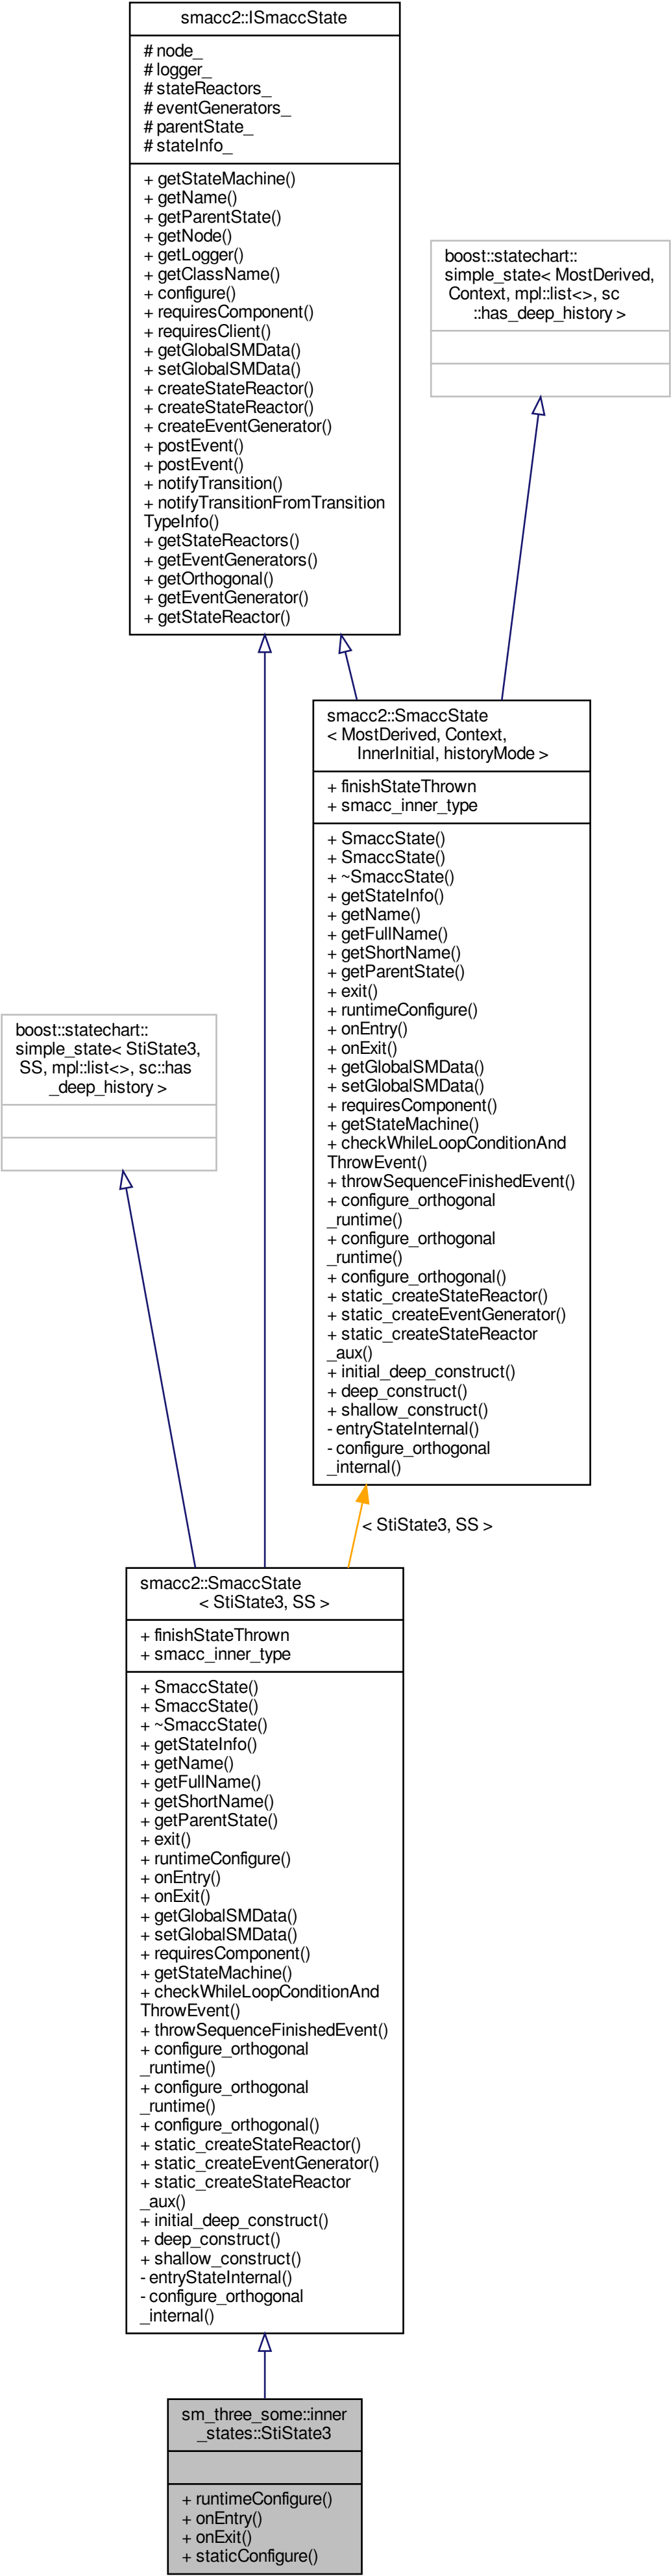 smacc2::ISmaccState
# node_
# logger_
# stateReactors_
# eventGenerators_
# parentState_
# stateInfo_
+ getStateMachine()
+ getName()
+ getParentState()
+ getNode()
+ getLogger()
+ getClassName()
+ configure()
+ requiresComponent()
+ requiresClient()
+ getGlobalSMData()
+ setGlobalSMData()
+ createStateReactor()
+ createStateReactor()
+ createEventGenerator()
+ postEvent()
+ postEvent()
+ notifyTransition()
+ notifyTransitionFromTransition
TypeInfo()
+ getStateReactors()
+ getEventGenerators()
+ getOrthogonal()
+ getEventGenerator()
+ getStateReactor()
boost::statechart::
simple_state< MostDerived,
Context, mpl::list<>, sc
::has_deep_history >
smacc2::SmaccState
< MostDerived, Context,
InnerInitial, historyMode >
+ finishStateThrown
+ smacc_inner_type
+ SmaccState()
+ SmaccState()
+ ~SmaccState()
+ getStateInfo()
+ getName()
+ getFullName()
+ getShortName()
+ getParentState()
+ exit()
+ runtimeConfigure()
+ onEntry()
+ onExit()
+ getGlobalSMData()
+ setGlobalSMData()
+ requiresComponent()
+ getStateMachine()
+ checkWhileLoopConditionAnd
ThrowEvent()
+ throwSequenceFinishedEvent()
+ configure_orthogonal
_runtime()
+ configure_orthogonal
_runtime()
+ configure_orthogonal()
+ static_createStateReactor()
+ static_createEventGenerator()
+ static_createStateReactor
_aux()
+ initial_deep_construct()
+ deep_construct()
+ shallow_construct()
- entryStateInternal()
- configure_orthogonal
_internal()
boost::statechart::
simple_state< StiState3,
SS, mpl::list<>, sc::has
_deep_history >
< StiState3, SS >
smacc2::SmaccState
< StiState3, SS >
+ finishStateThrown
+ smacc_inner_type
+ SmaccState()
+ SmaccState()
+ ~SmaccState()
+ getStateInfo()
+ getName()
+ getFullName()
+ getShortName()
+ getParentState()
+ exit()
+ runtimeConfigure()
+ onEntry()
+ onExit()
+ getGlobalSMData()
+ setGlobalSMData()
+ requiresComponent()
+ getStateMachine()
+ checkWhileLoopConditionAnd
ThrowEvent()
+ throwSequenceFinishedEvent()
+ configure_orthogonal
_runtime()
+ configure_orthogonal
_runtime()
+ configure_orthogonal()
+ static_createStateReactor()
+ static_createEventGenerator()
+ static_createStateReactor
_aux()
+ initial_deep_construct()
+ deep_construct()
+ shallow_construct()
- entryStateInternal()
- configure_orthogonal
_internal()
sm_three_some::inner
_states::StiState3
+ runtimeConfigure()
+ onEntry()
+ onExit()
+ staticConfigure()